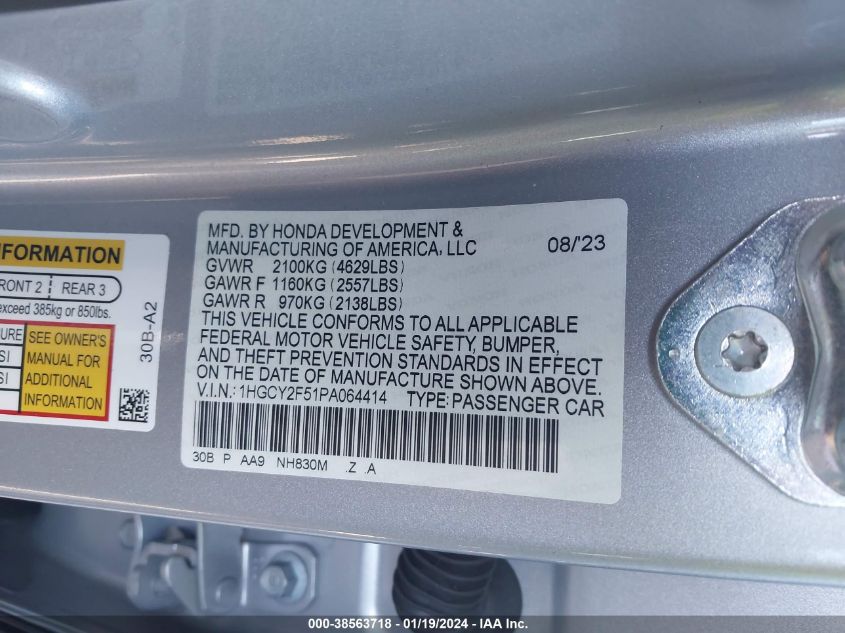 MFD. BY HONDA DEVELOPMENT &
MANUFACTURING OF AMERICA, LLC 08/'23
GVWR 2100KG (4629LBS)
GAWR F 1160KG (2557LBS)
GAWR R 970KG (2138LBS)
THIS VEHICLE CONFORMS TO ALL APPLICABLE
FEDERAL MOTOR VEHICLE SAFETY, BUMPER,
AND THEFT PREVENTION STANDARDS IN EFFECT
ON THE DATE OF MANUFACTURE SHOWN ABOVE.
V.I.N.: 1HGCY2F51PA064414 TYPE: PASSENGER CAR
30B P AA9 NH830M .Z .A
FRONT 2 REAR 3
exceed 385kg or 850lbs.
SEE OWNER'S
MANUAL FOR
ADDITIONAL
INFORMATION
30B-A2
000-38563718 - 01/19/2024 - IAA Inc.